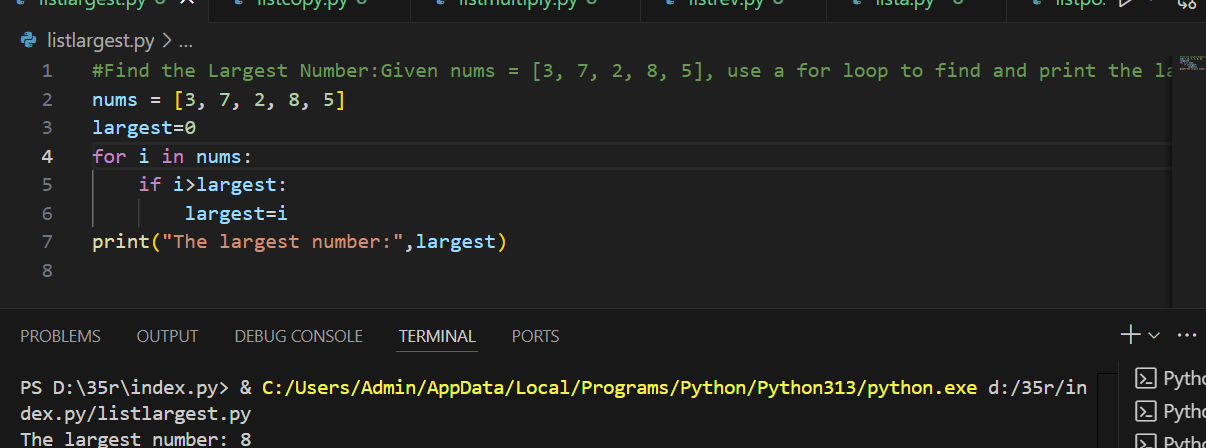 listlargest.py
listcopy.py
listmultiply.py
listrev.py
lista.py
listpo.
listlargest.py > ...
1 #Find the Largest Number:Given nums = [3, 7, 2, 8, 5], use a for loop to find and print the la
2 nums = [3, 7, 2, 8, 5]
3 largest=0
4 for i in nums:
5 if i>largest:
6 largest=i
7 print("The largest number:",largest)
8
PROBLEMS OUTPUT DEBUG CONSOLE TERMINAL PORTS
PS D:\35r\index.py> & C:/Users/Admin/AppData/Local/Programs/Python/Python313/python.exe d:/35r/in
dex.py/listlargest.py
The largest number: 8
Pytho
Pytho
Pytho